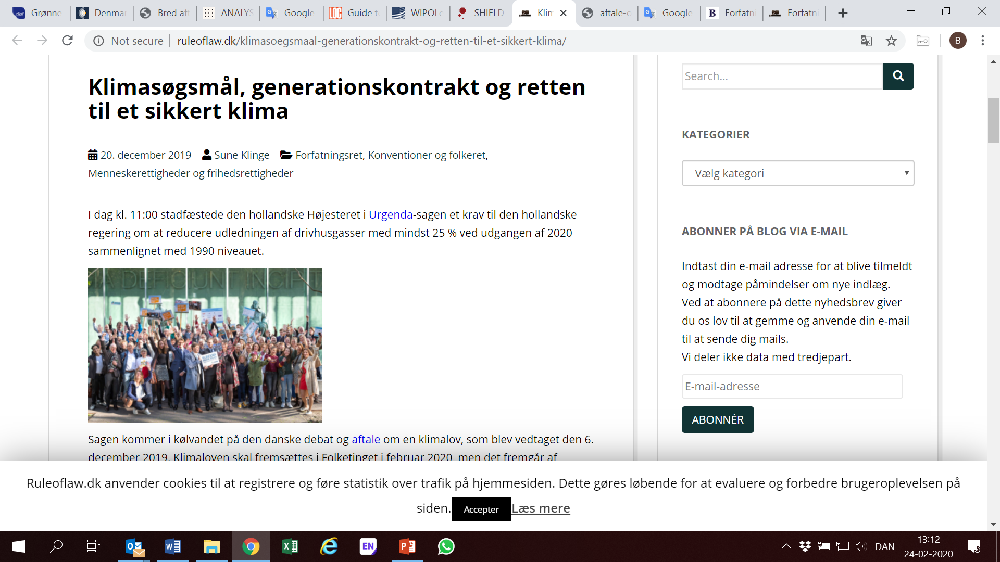 Grønne
Denmar
Bred aft
ANALYS
Google
Guide to
WIPOLe
SHIELD
Klim
aftale-o
Google
Forfatni
Forfatni
Not secure
ruleoflaw.dk/klimasoegsmaal-generationskontrakt-og-retten-til-et-sikkert-klima/
B
Klimasøgsmål, generationskontrakt og retten
til et sikkert klima
20. december 2019 Sune Klinge Forfatningsret, Konventioner og folkeret,
Menneskerettigheder og frihedsrettigheder
I dag kl. 11:00 stadfæstede den hollandske Højesteret i Urgenda-sagen et krav til den hollandske
regering om at reducere udledningen af drivhusgasser med mindst 25 % ved udgangen af 2020
sammenlignet med 1990 niveauet.
Sagen kommer i kølvandet på den danske debat og aftale om en klimalov, som blev vedtaget den 6.
december 2019. Klimaloven skal fremsættes i Folketinget i februar 2020, men det fremgår af
Search...
KATEGORIER
Vælg kategori
ABONNER PÅ BLOG VIA E-MAIL
Indtast din e-mail adresse for at blive tilmeldt
og modtage påmindelser om nye indlæg.
Ved at abonnere på dette nyhedsbrev giver
du os lov til at gemme og anvende din e-mail
til at sende dig mails.
Vi deler ikke data med tredjepart.
E-mail-adresse
ABONNÉR
Ruleoflaw.dk anvender cookies til at registrere og føre statistik over trafik på hjemmesiden. Dette gøres løbende for at evaluere og forbedre brugeroplevelsen på
siden. Accepter Læs mere
EN
DAN
13:12
24-02-2020